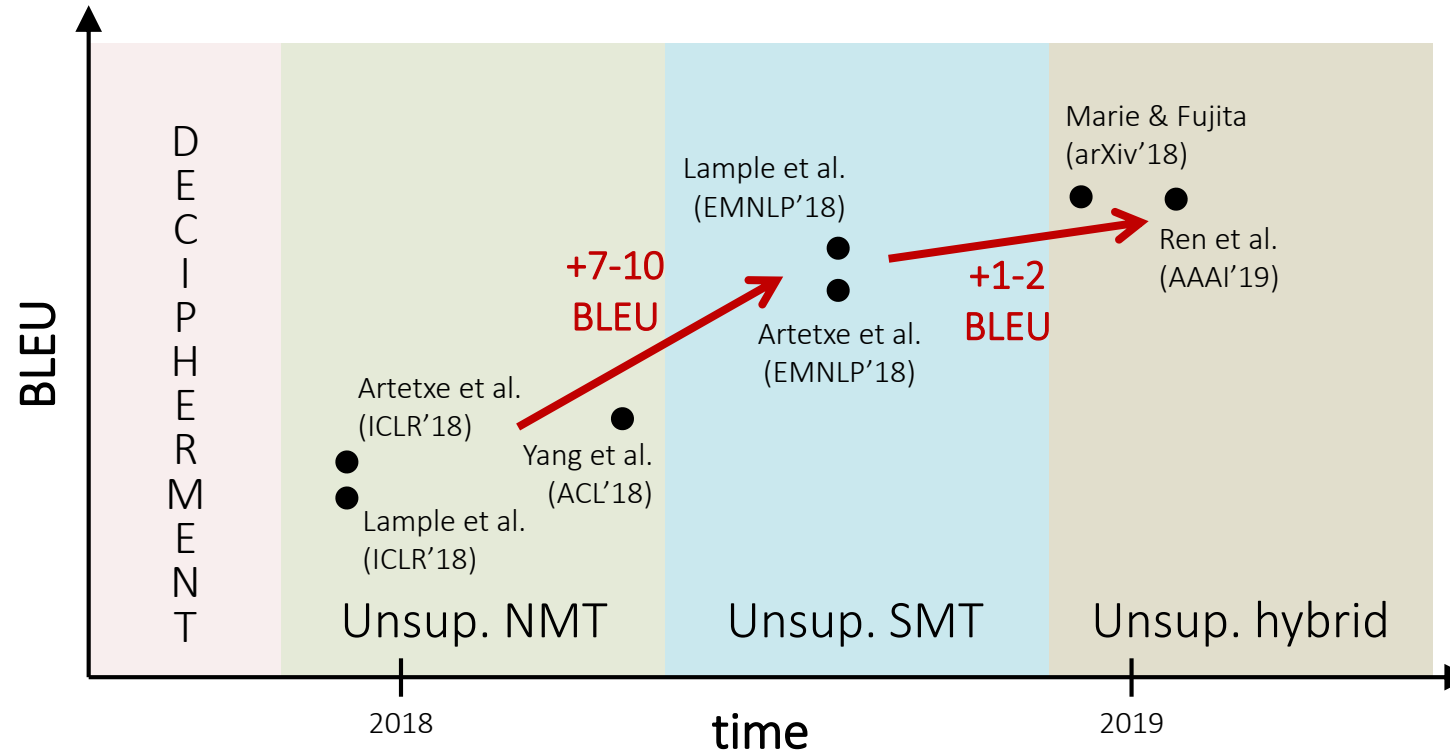 BLEU
DECIPHERMENT
Artetxe et al.
(ICLR’18)
Lample et al.
(ICLR’18)
Yang et al.
(ACL’18)
Unsup. NMT
+7-10
BLEU
Lample et al.
(EMNLP’18)
Artetxe et al.
(EMNLP’18)
Unsup. SMT
+1-2
BLEU
Marie & Fujita
(arXiv’18)
Ren et al.
(AAAI’19)
Unsup. hybrid
2018
time
2019